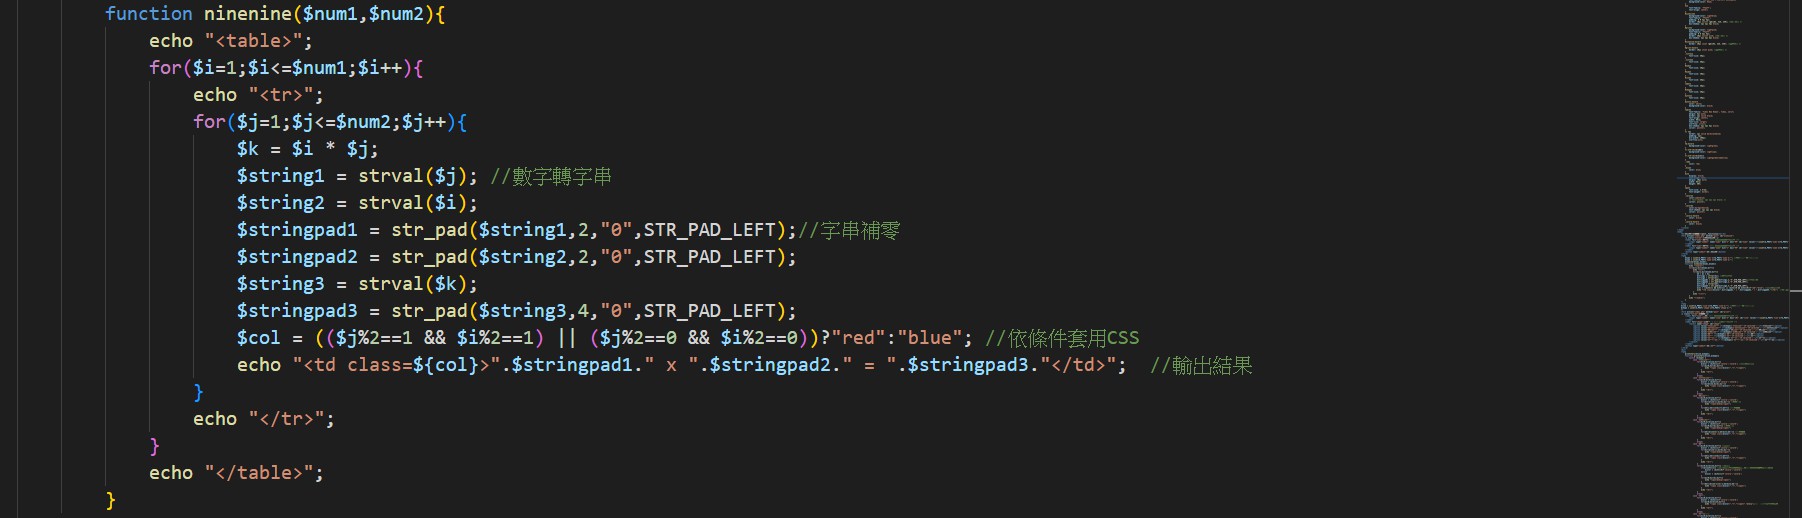 function ninenine($num1,$num2){
echo "<table>";
for($i=1;$i<=$num1;$i++){
echo "<tr>";
for($j=1;$j<=$num2;$j++){
$k = $i * $j;
$string1 = strval($j); //數字轉字串
$string2 = strval($i);
$stringpad1 = str_pad($string1,2,"0",STR_PAD_LEFT);//字串補零
$stringpad2 = str_pad($string2,2,"0",STR_PAD_LEFT);
$string3 = strval($k);
$stringpad3 = str_pad($string3,4,"0",STR_PAD_LEFT);
$col = (($j%2==1 && $i%2==1) || ($j%2==0 && $i%2==0))?"red":"blue"; //依條件套用CSS
echo "<td class=${col}>".$stringpad1." x ".$stringpad2." = ".$stringpad3."</td>";  //輸出結果
}
echo "</tr>";
}
echo "</table>";
}